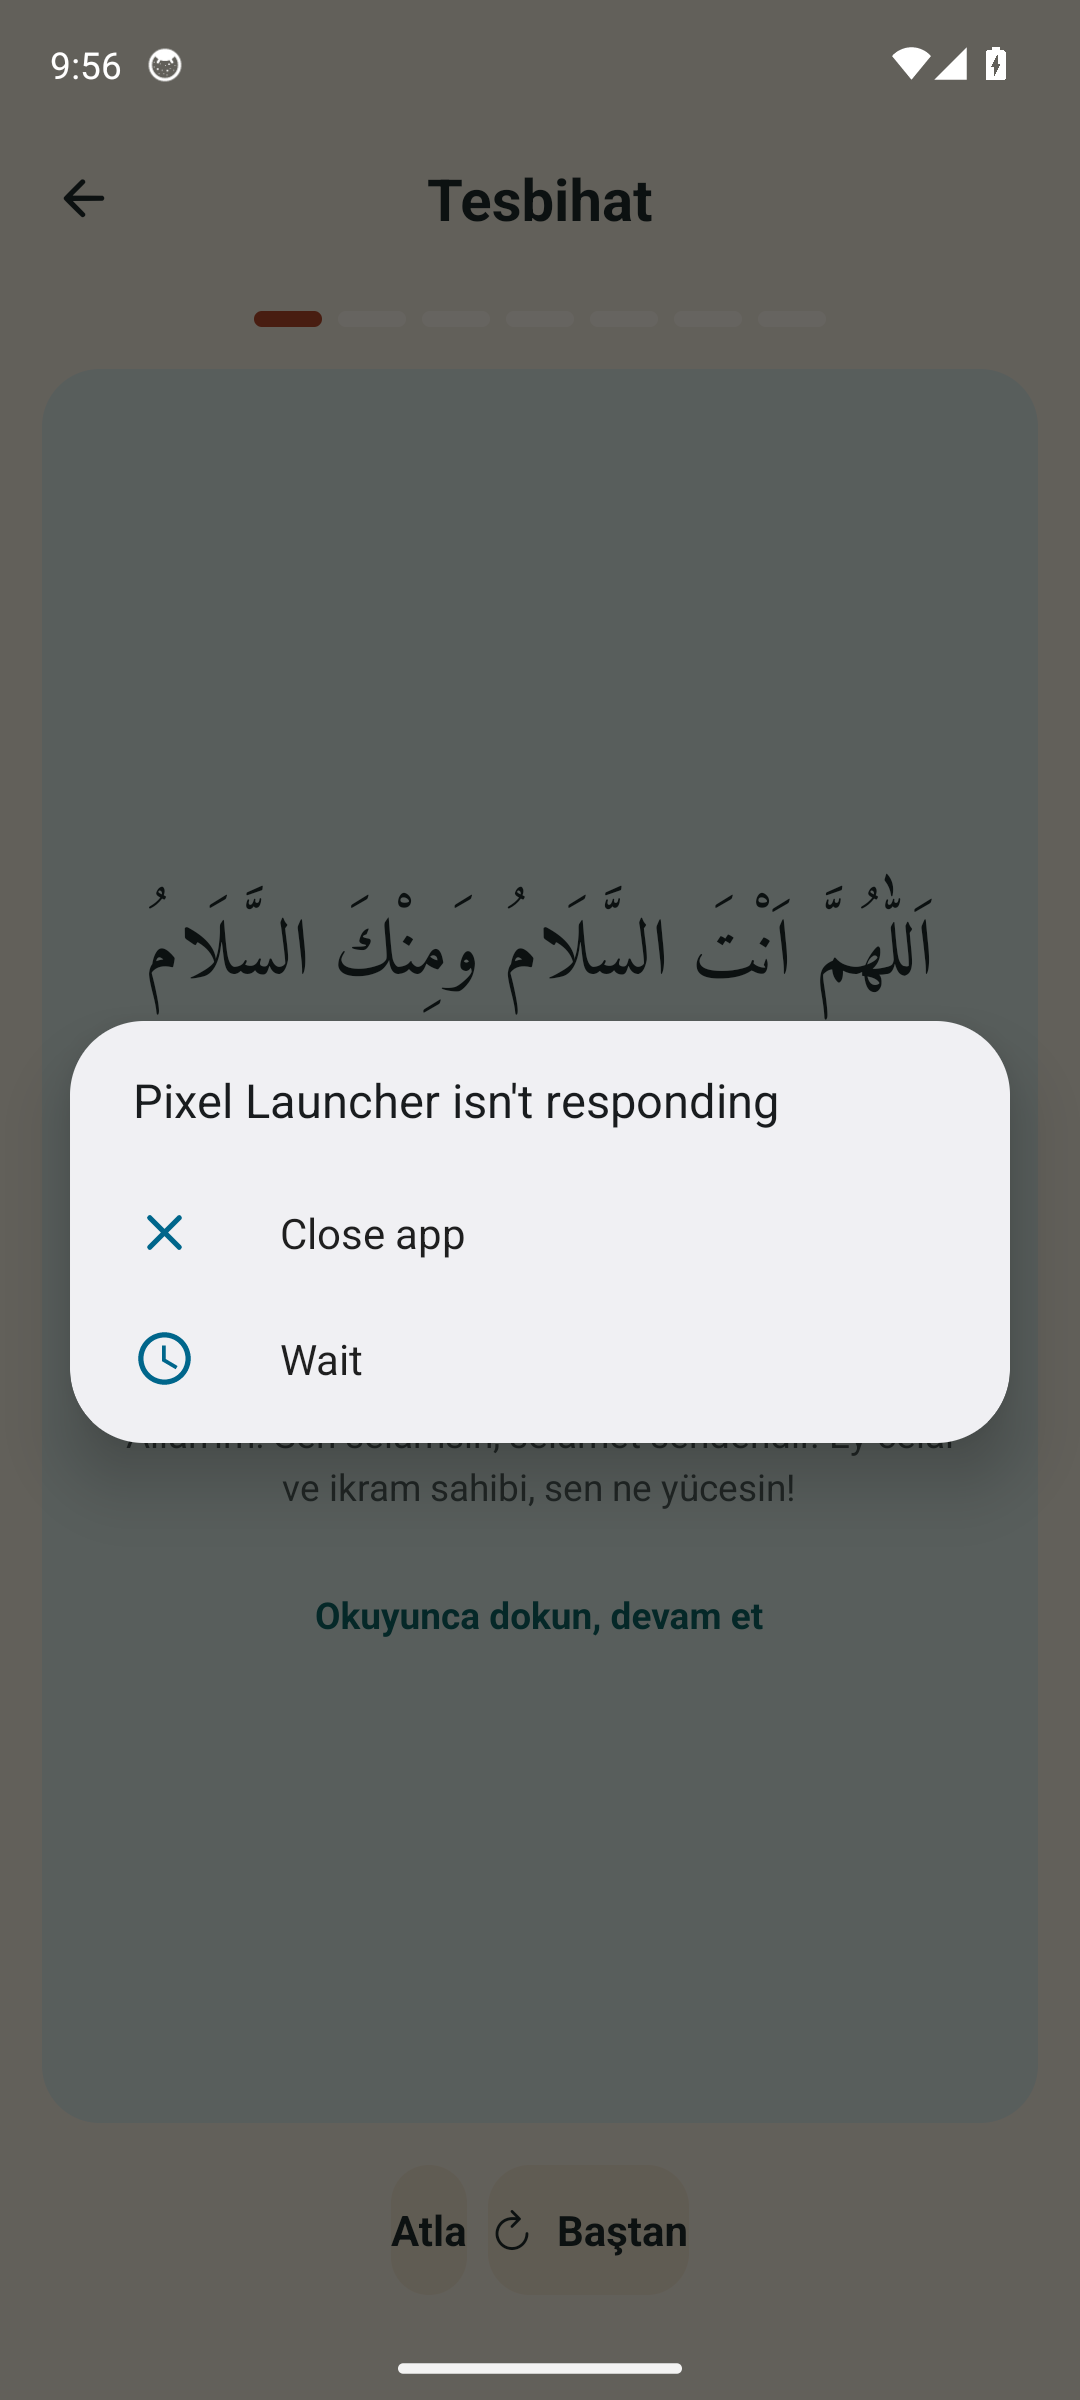 9:56
Tesbihat
اَللّٰهُمَّ اَنْتَ السَّلَامُ وَمِنْكَ السَّلَامُ
Pixel Launcher isn't responding
Close app
Wait
ve ikram sahibi, sen ne yücesin!
Okuyunca dokun, devam et
Atla
Baştan